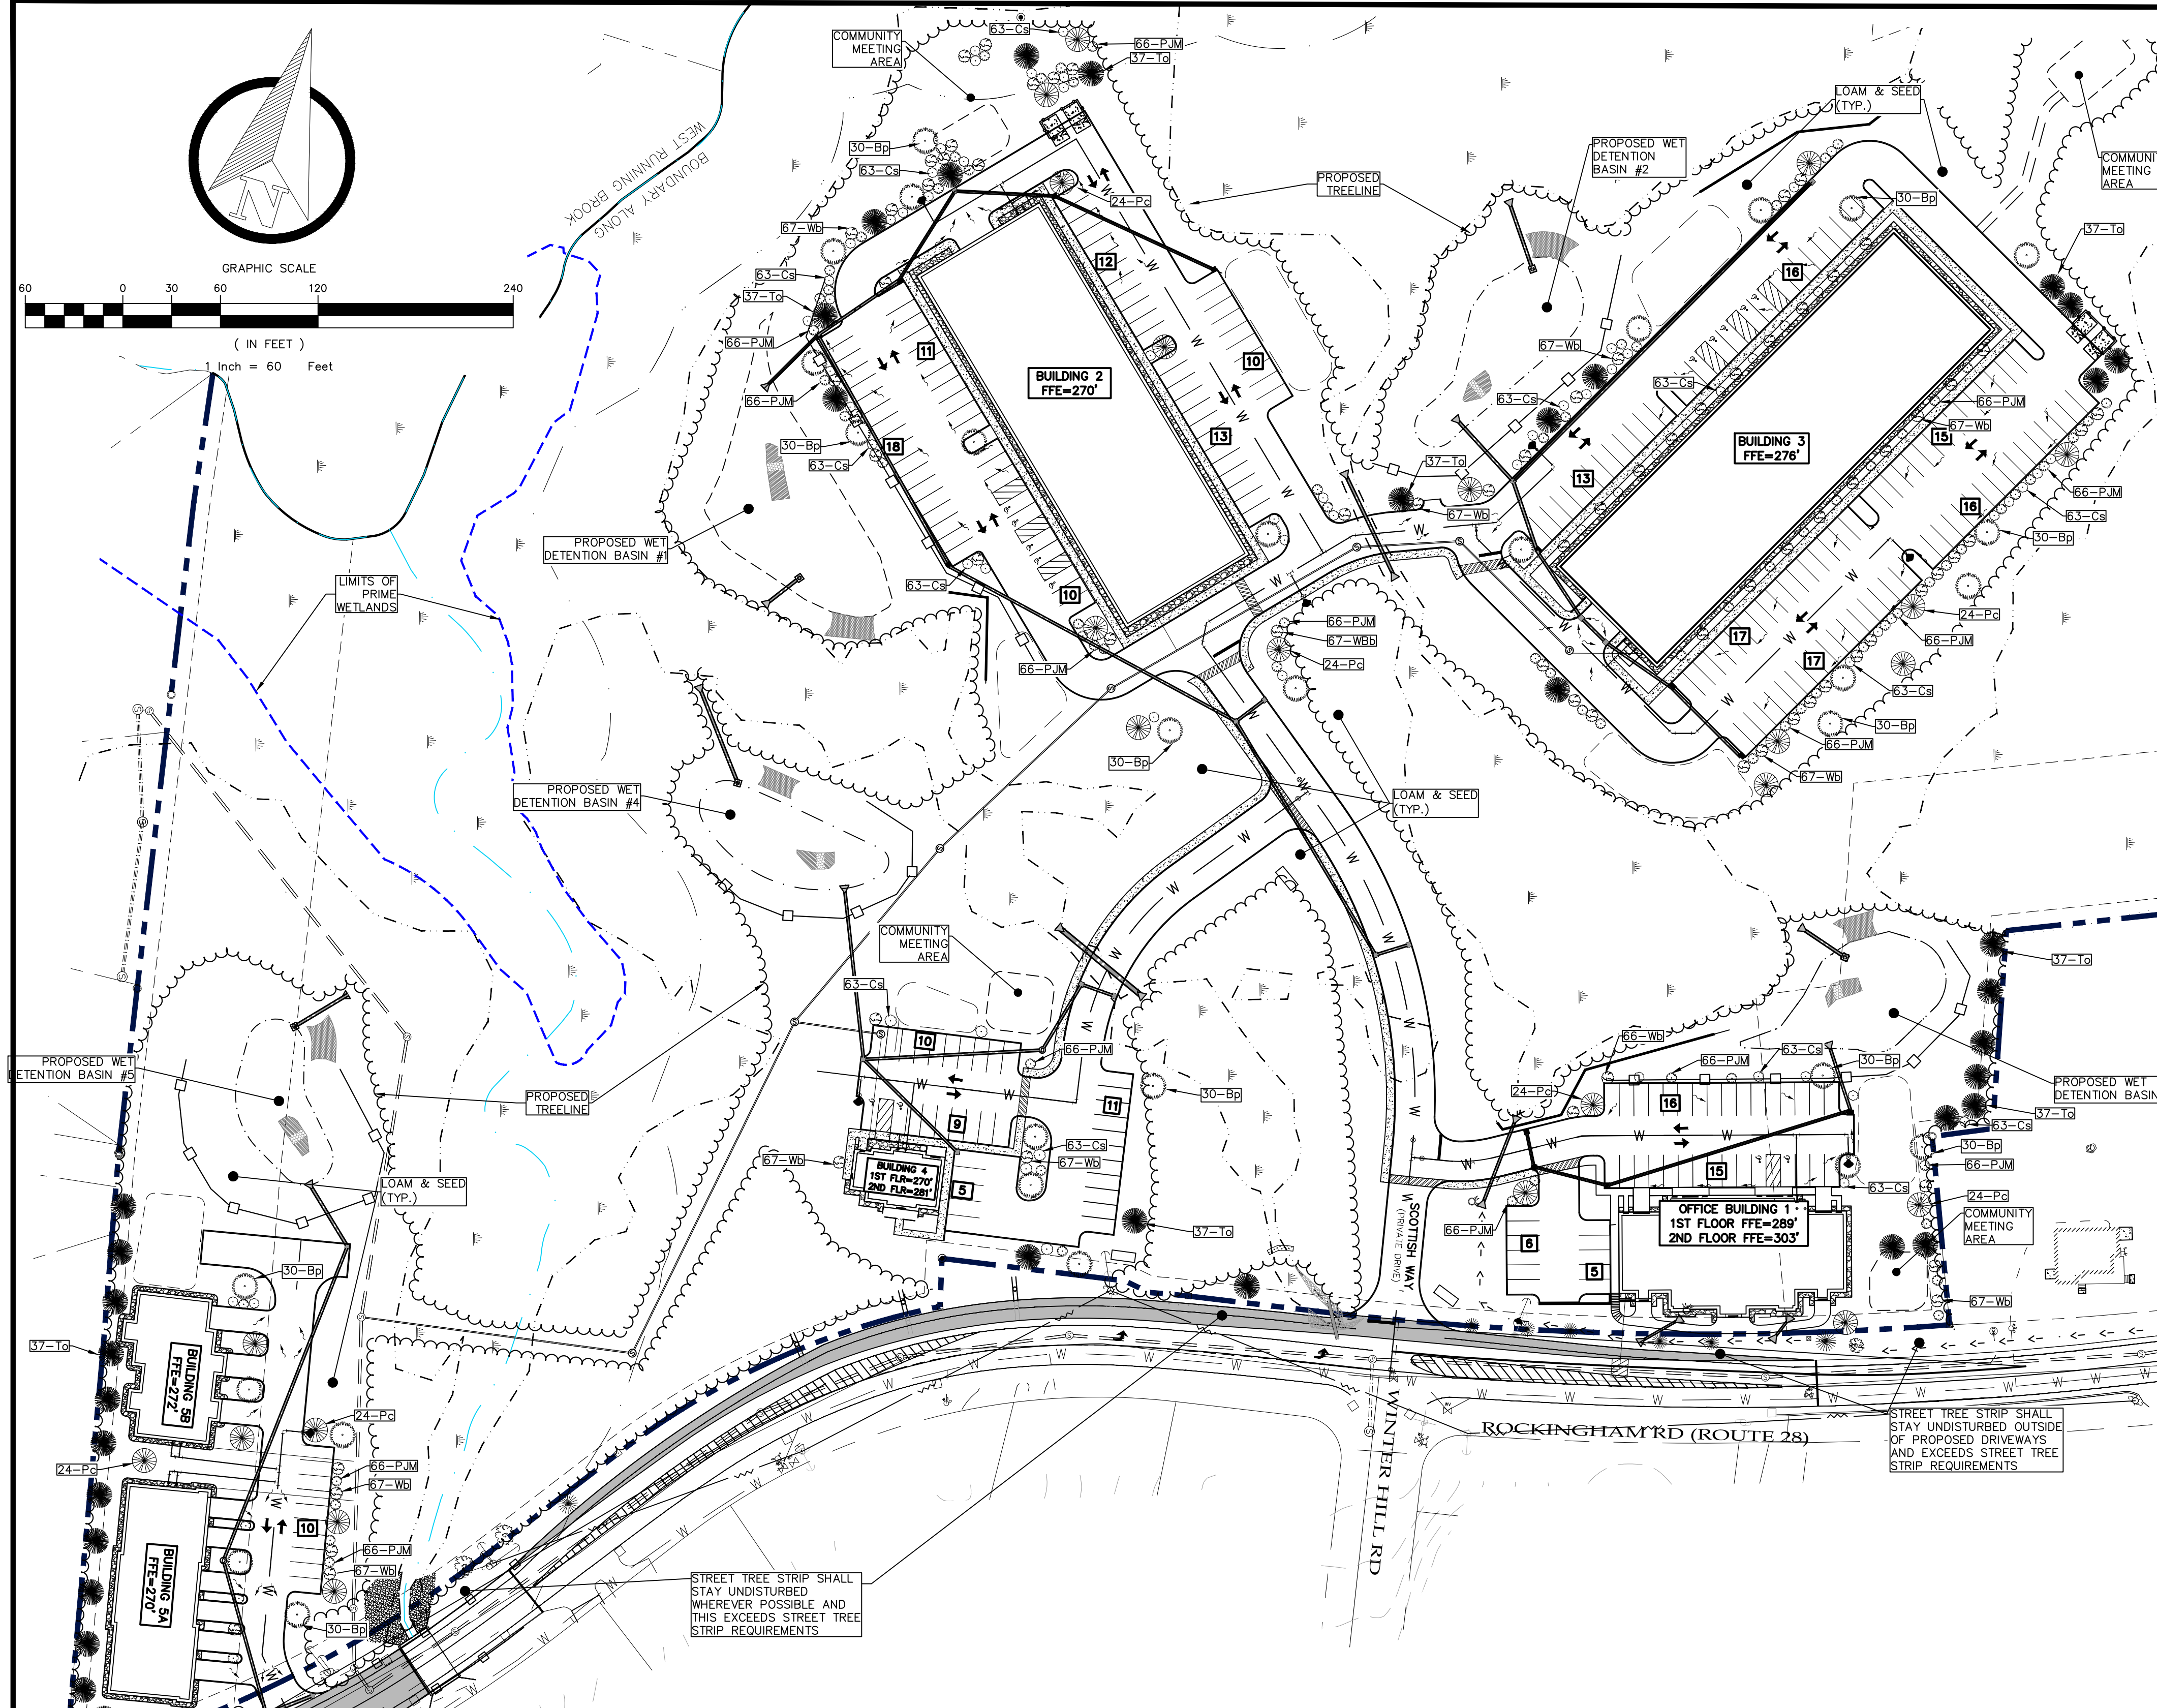 COMMUNITY
MEETING
AREA
63-Cs
66-PJM
37-To
LOAM & SEED
(TYP.)
PROPOSED WET
DETENTION
BASIN #2
COMMUNI
MEETING
AREA
30-Bp
63-Cs
24-Pc
PROPOSED
TREELINE
30-Bp
37-To
WEST RUNNING BROOK
BOUNDARY ALONG
N
GRAPHIC SCALE
60 0 30 60 120 240
( IN FEET )
1 Inch = 60 Feet
67-Wb
63-Cs
37-To
66-PJM
66-PJM
30-Bp
63-Cs
12
11
10
13
18
10
BUILDING 2
FFE=270'
16
67-Wb
63-Cs
63-Cs
37-To
67-Wb
13
BUILDING 3
FFE=276'
66-PJM
67-Wb
15
16
66-PJM
63-Cs
30-Bp
24-Pc
66-PJM
17
17
63-Cs
30-Bp
66-PJM
67-Wb
PROPOSED WET
DETENTION BASIN #1
LIMITS OF
PRIME
WETLANDS
63-Cs
66-PJM
66-PJM
67-WBb
24-Pc
30-Bp
PROPOSED WET
DETENTION BASIN #4
LOAM & SEED
(TYP.)
COMMUNITY
MEETING
AREA
63-Cs
10
66-PJM
11
30-Bp
9
63-Cs
67-Wb
67-Wb
BUILDING 4
1ST FLR=270'
2ND FLR=281'
5
37-To
PROPOSED
TREELINE
PROPOSED WET
DETENTION BASIN #5
LOAM & SEED
(TYP.)
37-To
66-Wb
66-PJM
63-Cs
30-Bp
24-Pc
16
15
PROPOSED WET
DETENTION BASIN
37-To
63-Cs
30-Bp
66-PJM
63-Cs
24-Pc
COMMUNITY
MEETING
AREA
67-Wb
OFFICE BUILDING 1
1ST FLOOR FFE=289'
2ND FLOOR FFE=303'
66-PJM
6
5
SCOTTISH WAY
(PRIVATE DRIVE)
30-Bp
37-To
BUILDING 5B
FFE=272'
24-Pc
24-Pc
66-PJM
67-Wb
10
66-PJM
67-Wb
30-Bp
BUILDING 5A
FFE=270'
ROCKINGHAM RD (ROUTE 28)
WINTER HILL RD
STREET TREE STRIP SHALL
STAY UNDISTURBED OUTSIDE
OF PROPOSED DRIVEWAYS
AND EXCEEDS STREET TREE
STRIP REQUIREMENTS
STREET TREE STRIP SHALL
STAY UNDISTURBED
WHEREVER POSSIBLE AND
THIS EXCEEDS STREET TREE
STRIP REQUIREMENTS